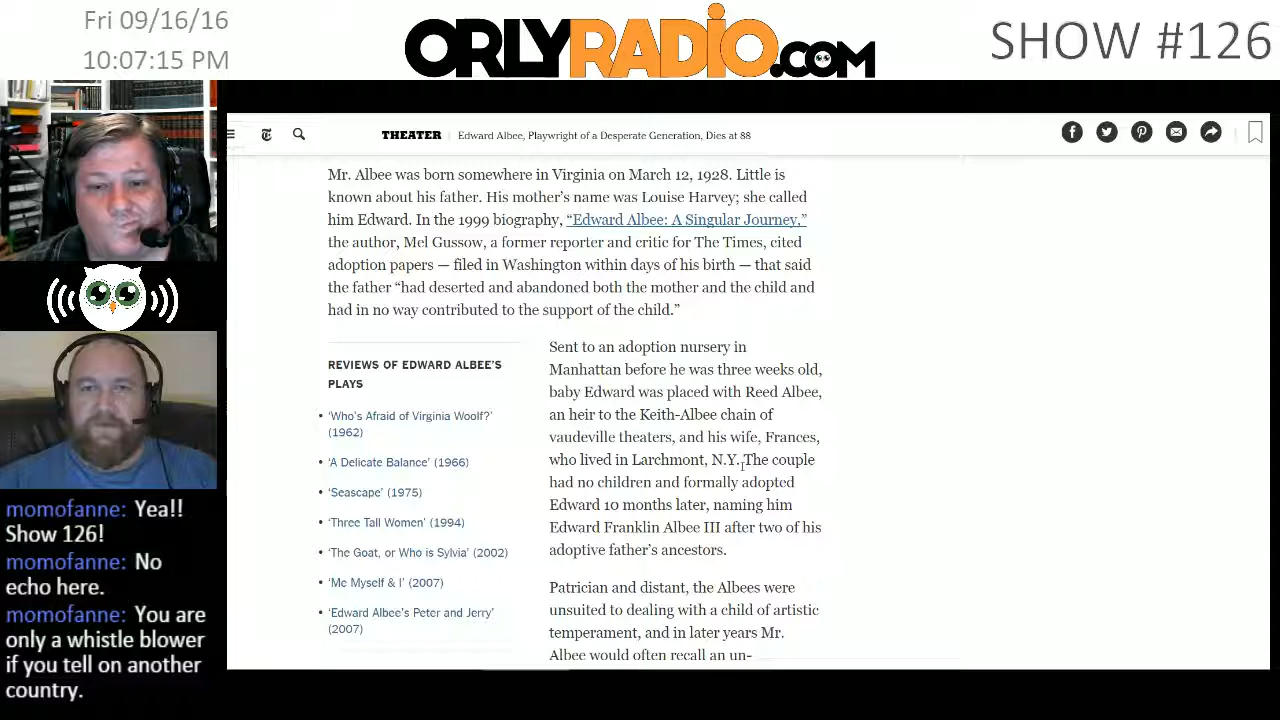 Fri 09/16/16
10:07:15 PM
ORLYRADIO.COM
SHOW #126
THEATER | Edward Albee, Playwright of a Desperate Generation, Dies at 88
Mr. Albee was born somewhere in Virginia on March 12, 1928. Little is
known about his father. His mother’s name was Louise Harvey; she called
him Edward. In the 1999 biography, “Edward Albee: A Singular Journey,”
the author, Mel Gussow, a former reporter and critic for The Times, cited
adoption papers — filed in Washington within days of his birth — that said
the father “had deserted and abandoned both the mother and the child and
had in no way contributed to the support of the child.”
REVIEWS OF EDWARD ALBEE’S
PLAYS
• ‘Who’s Afraid of Virginia Woolf?’
(1962)
• ‘A Delicate Balance’ (1966)
• ‘Seascape’ (1975)
• ‘Three Tall Women’ (1994)
• ‘The Goat, or Who is Sylvia’ (2002)
• ‘Me Myself & I’ (2007)
• ‘Edward Albee’s Peter and Jerry’
(2007)
Sent to an adoption nursery in
Manhattan before he was three weeks old,
baby Edward was placed with Reed Albee,
an heir to the Keith-Albee chain of
vaudeville theaters, and his wife, Frances,
who lived in Larchmont, N.Y. The couple
had no children and formally adopted
Edward 10 months later, naming him
Edward Franklin Albee III after two of his
adoptive father’s ancestors.
Patrician and distant, the Albees were
unsuited to dealing with a child of artistic
temperament, and in later years Mr.
Albee would often recall an un-
momofanne: Yea!!
Show 126!
momofanne: No
echo here.
momofanne: You are
only a whistle blower
if you tell on another
country.